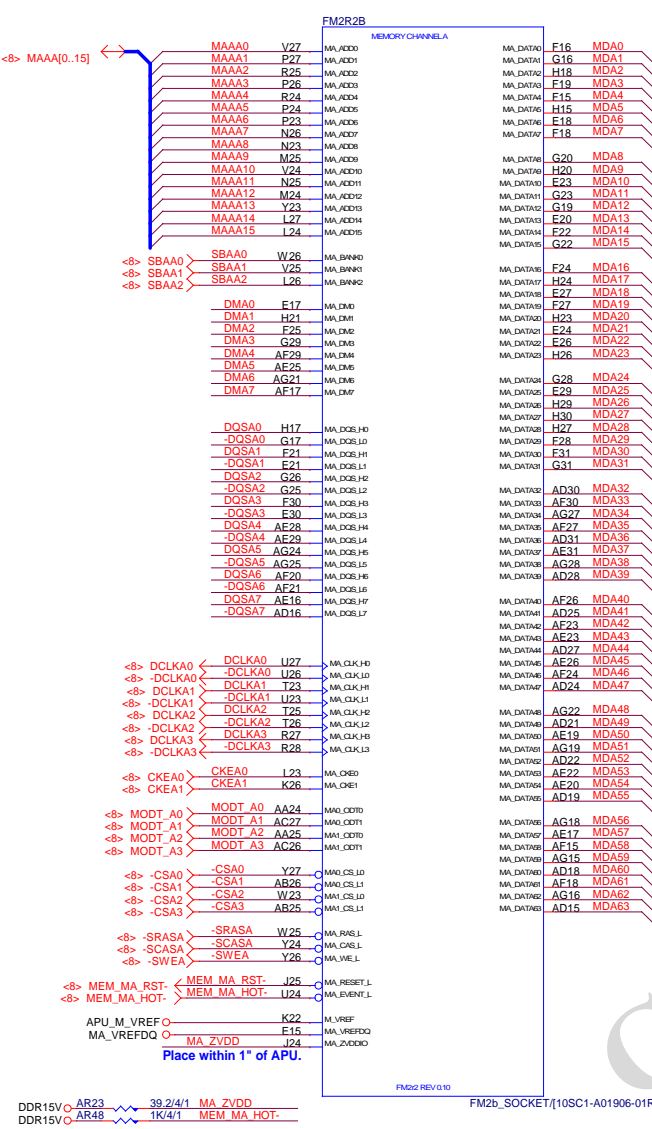 FM2R2B
MEMORY CHANNEL A
<8> MAAA[0..15]
MAAA0 V27 MA_ADD0 MA_DATA0 F16 MDA0
MAAA1 P27 MA_ADD1 MA_DATA1 G16 MDA1
MAAA2 R25 MA_ADD2 MA_DATA2 H18 MDA2
MAAA3 P26 MA_ADD3 MA_DATA3 F19 MDA3
MAAA4 R24 MA_ADD4 MA_DATA4 F15 MDA4
MAAA5 P24 MA_ADD5 MA_DATA5 H15 MDA5
MAAA6 P23 MA_ADD6 MA_DATA6 E18 MDA6
MAAA7 N26 MA_ADD7 MA_DATA7 F18 MDA7
MAAA8 N23 MA_ADD8
MAAA9 M25 MA_ADD9 MA_DATA8 G20 MDA8
MAAA10 V24 MA_ADD10 MA_DATA9 H20 MDA9
MAAA11 N25 MA_ADD11 MA_DATA10 E23 MDA10
MAAA12 M24 MA_ADD12 MA_DATA11 G23 MDA11
MAAA13 Y23 MA_ADD13 MA_DATA12 G19 MDA12
MAAA14 L27 MA_ADD14 MA_DATA13 E20 MDA13
MAAA15 L24 MA_ADD15 MA_DATA14 F22 MDA14
MA_DATA15 G22 MDA15
<8> SBAA0 SBAA0 W26 MA_BANK0
<8> SBAA1 SBAA1 V25 MA_BANK1 MA_DATA16 F24 MDA16
<8> SBAA2 SBAA2 L26 MA_BANK2 MA_DATA17 H24 MDA17
MA_DATA18 E27 MDA18
DMA0 E17 MA_DM0 MA_DATA19 F27 MDA19
DMA1 H21 MA_DM1 MA_DATA20 H23 MDA20
DMA2 F25 MA_DM2 MA_DATA21 E24 MDA21
DMA3 G29 MA_DM3 MA_DATA22 E26 MDA22
DMA4 AF29 MA_DM4 MA_DATA23 H26 MDA23
DMA5 AE25 MA_DM5
DMA6 AG21 MA_DM6 MA_DATA24 G28 MDA24
DMA7 AF17 MA_DM7 MA_DATA25 E29 MDA25
MA_DATA26 H29 MDA26
MA_DATA27 H30 MDA27
DQSA0 H17 MA_DQS_H0 MA_DATA28 H27 MDA28
-DQSA0 G17 MA_DQS_L0 MA_DATA29 F28 MDA29
DQSA1 F21 MA_DQS_H1 MA_DATA30 F31 MDA30
-DQSA1 E21 MA_DQS_L1 MA_DATA31 G31 MDA31
DQSA2 G26 MA_DQS_H2
-DQSA2 G25 MA_DQS_L2 MA_DATA32 AD30 MDA32
DQSA3 F30 MA_DQS_H3 MA_DATA33 AF30 MDA33
-DQSA3 E30 MA_DQS_L3 MA_DATA34 AG27 MDA34
DQSA4 AE28 MA_DQS_H4 MA_DATA35 AF27 MDA35
-DQSA4 AE29 MA_DQS_L4 MA_DATA36 AD31 MDA36
DQSA5 AG24 MA_DQS_H5 MA_DATA37 AE31 MDA37
-DQSA5 AG25 MA_DQS_L5 MA_DATA38 AG28 MDA38
DQSA6 AF20 MA_DQS_H6 MA_DATA39 AD28 MDA39
-DQSA6 AF21 MA_DQS_L6
DQSA7 AE16 MA_DQS_H7 MA_DATA40 AF26 MDA40
-DQSA7 AD16 MA_DQS_L7 MA_DATA41 AD25 MDA41
MA_DATA42 AF23 MDA42
MA_DATA43 AE23 MDA43
MA_DATA44 AD27 MDA44
<8> DCLKA0 DCLKA0 U27 MA_CLK_H0 MA_DATA45 AE26 MDA45
<8> -DCLKA0 -DCLKA0 U26 MA_CLK_L0 MA_DATA46 AF24 MDA46
<8> DCLKA1 DCLKA1 T23 MA_CLK_H1 MA_DATA47 AD24 MDA47
<8> -DCLKA1 -DCLKA1 U23 MA_CLK_L1
<8> DCLKA2 DCLKA2 T25 MA_CLK_H2 MA_DATA48 AG22 MDA48
<8> -DCLKA2 -DCLKA2 T26 MA_CLK_L2 MA_DATA49 AD21 MDA49
<8> DCLKA3 DCLKA3 R27 MA_CLK_H3 MA_DATA50 AE19 MDA50
<8> -DCLKA3 -DCLKA3 R28 MA_CLK_L3 MA_DATA51 AG19 MDA51
MA_DATA52 AD22 MDA52
<8> CKEA0 CKEA0 L23 MA_CKE0 MA_DATA53 AE22 MDA53
<8> CKEA1 CKEA1 K26 MA_CKE1 MA_DATA54 AE20 MDA54
MA_DATA55 AD19 MDA55
<8> MODT_A0 MODT_A0 AA24 MA0_ODT0
<8> MODT_A1 MODT_A1 AC27 MA0_ODT1 MA_DATA56 AG18 MDA56
<8> MODT_A2 MODT_A2 AA25 MA1_ODT0 MA_DATA57 AE17 MDA57
<8> MODT_A3 MODT_A3 AC26 MA1_ODT1 MA_DATA58 AF15 MDA58
MA_DATA59 AG15 MDA59
<8> -CSA0 -CSA0 Y27 MA0_CS_L0 MA_DATA60 AD18 MDA60
<8> -CSA1 -CSA1 AB26 MA0_CS_L1 MA_DATA61 AF18 MDA61
<8> -CSA2 -CSA2 W23 MA1_CS_L0 MA_DATA62 AG16 MDA62
<8> -CSA3 -CSA3 AB25 MA1_CS_L1 MA_DATA63 AD15 MDA63
<8> -SRASA -SRASA W25 MA_RAS_L
<8> -SCASA -SCASA Y24 MA_CAS_L
<8> -SWEA -SWEA Y26 MA_WE_L
<8> MEM_MA_RST- MEM_MA_RST- J25 MA_RESET_L
<8> MEM_MA_HOT- MEM_MA_HOT- U24 MA_EVENT_L
APU_M_VREF K22 M_VREF
MA_VREFDQ E15 MA_VREFDQ
MA_ZVDD J24 MA_ZVDDIO
Place within 1" of APU.
FM2r2 REV 0.10
FM2b_SOCKET/[10SC1-A01906-01R
DDR15V AR23 39.2/4/1 MA_ZVDD
DDR15V AR48 1K/4/1 MEM_MA_HOT-